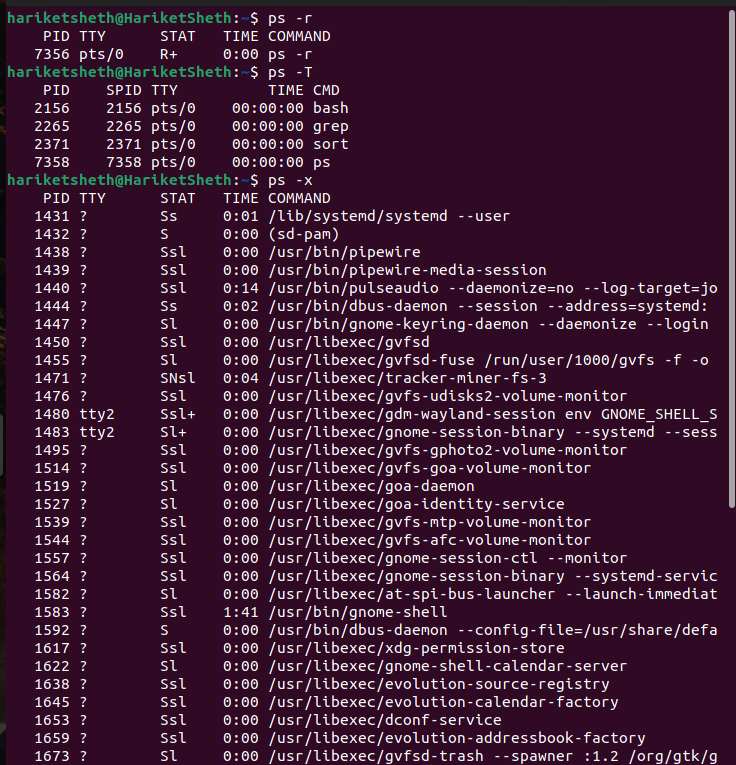 hariketsheth@HariketSheth:~$ ps -r
PID TTY STAT TIME COMMAND
7356 pts/0 R+ 0:00 ps -r
hariketsheth@HariketSheth:~$ ps -T
PID SPID TTY TIME CMD
2156 2156 pts/0 00:00:00 bash
2265 2265 pts/0 00:00:00 grep
2371 2371 pts/0 00:00:00 sort
7358 7358 pts/0 00:00:00 ps
hariketsheth@HariketSheth:~$ ps -x
PID TTY STAT TIME COMMAND
1431 ? Ss 0:01 /lib/systemd/systemd --user
1432 ? S 0:00 (sd-pam)
1438 ? Ssl 0:00 /usr/bin/pipewire
1439 ? Ssl 0:00 /usr/bin/pipewire-media-session
1440 ? Ssl 0:14 /usr/bin/pulseaudio --daemonize=no --log-target=jo
1444 ? Ss 0:02 /usr/bin/dbus-daemon --session --address=systemd:
1447 ? Sl 0:00 /usr/bin/gnome-keyring-daemon --daemonize --login
1450 ? Ssl 0:00 /usr/libexec/gvfsd
1455 ? Sl 0:00 /usr/libexec/gvfsd-fuse /run/user/1000/gvfs -f -o
1471 ? SNsl 0:04 /usr/libexec/tracker-miner-fs-3
1476 ? Ssl 0:00 /usr/libexec/gvfs-udisks2-volume-monitor
1480 tty2 Ssl+ 0:00 /usr/libexec/gdm-wayland-session env GNOME_SHELL_S
1483 tty2 Sl+ 0:00 /usr/libexec/gnome-session-binary --systemd --sess
1495 ? Ssl 0:00 /usr/libexec/gvfs-gphoto2-volume-monitor
1514 ? Ssl 0:00 /usr/libexec/gvfs-goa-volume-monitor
1519 ? Sl 0:00 /usr/libexec/goa-daemon
1527 ? Sl 0:00 /usr/libexec/goa-identity-service
1539 ? Ssl 0:00 /usr/libexec/gvfs-mtp-volume-monitor
1544 ? Ssl 0:00 /usr/libexec/gvfs-afc-volume-monitor
1557 ? Ssl 0:00 /usr/libexec/gnome-session-ctl --monitor
1564 ? Ssl 0:00 /usr/libexec/gnome-session-binary --systemd-servic
1582 ? Sl 0:00 /usr/libexec/at-spi-bus-launcher --launch-immediat
1583 ? Ssl 1:41 /usr/bin/gnome-shell
1592 ? S 0:00 /usr/bin/dbus-daemon --config-file=/usr/share/defa
1617 ? Ssl 0:00 /usr/libexec/xdg-permission-store
1622 ? Sl 0:00 /usr/libexec/gnome-shell-calendar-server
1638 ? Ssl 0:00 /usr/libexec/evolution-source-registry
1645 ? Ssl 0:00 /usr/libexec/evolution-calendar-factory
1653 ? Ssl 0:00 /usr/libexec/dconf-service
1659 ? Ssl 0:00 /usr/libexec/evolution-addressbook-factory
1673 ? Sl 0:00 /usr/libexec/gvfsd-trash --spawner :1.2 /org/gtk/g